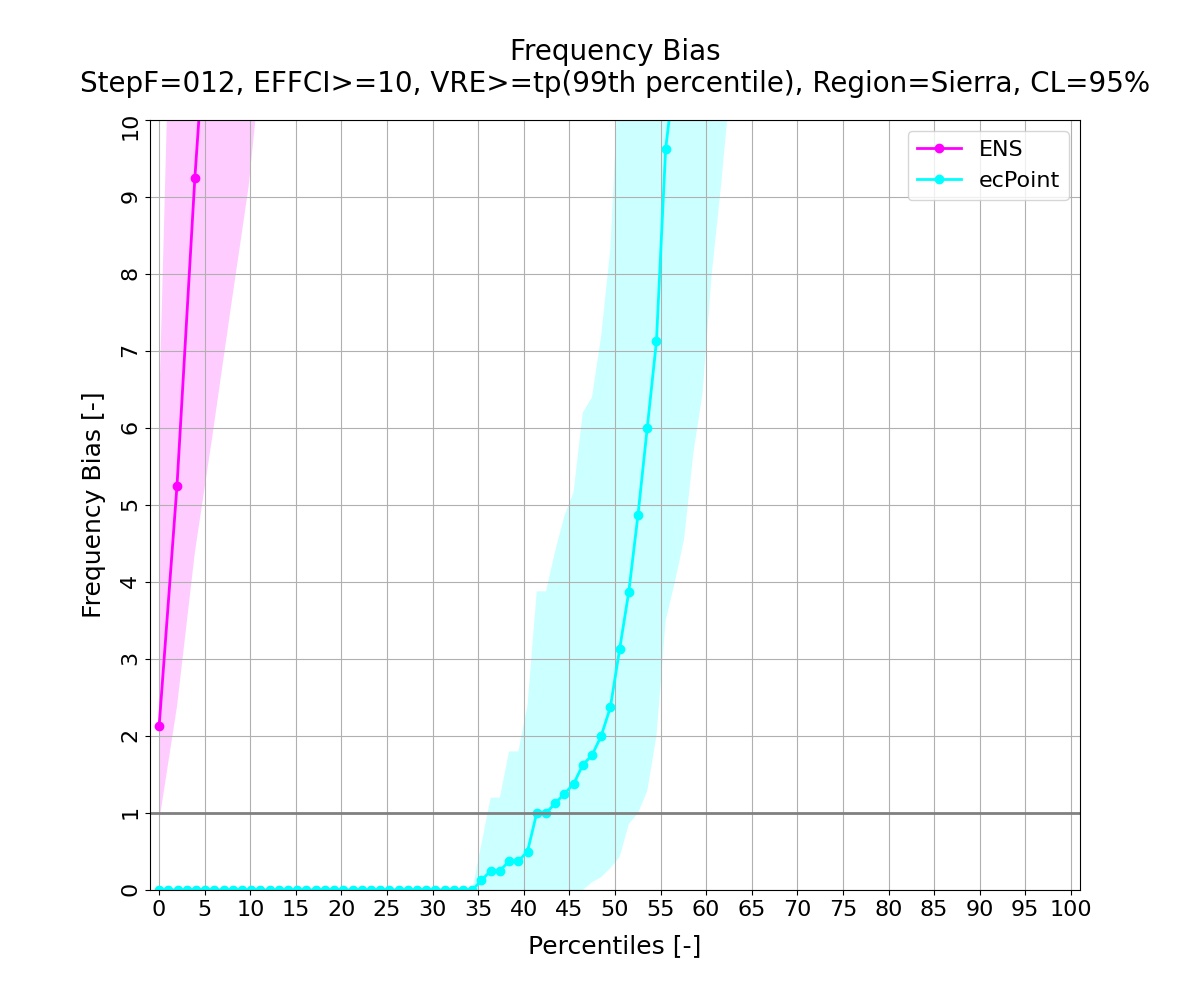 Frequency Bias
StepF=012, EFFCI>=10, VRE>=tp(99th percentile), Region=Sierra, CL=95%
ENS
ecPoint
Frequency Bias [-]
10
9
8
7
6
5
4
3
2
1
0
0 5 10 15 20 25 30 35 40 45 50 55 60 65 70 75 80 85 90 95 100
Percentiles [-]